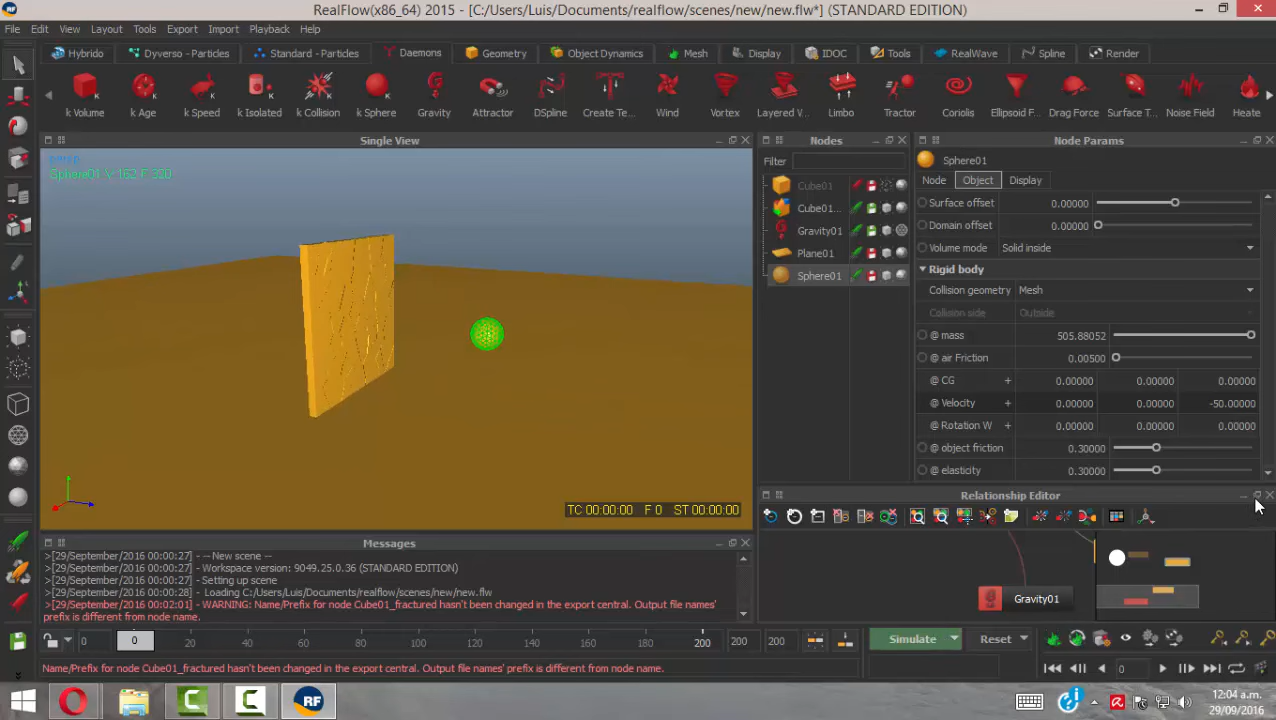 RealFlow(x86_64) 2015 - [C:/Users/Luis/Documents/realflow/scenes/new/new.flw*] (STANDARD EDITION)
File Edit View Layout Tools Export Import Playback Help
Hybrido Dyverso - Particles Standard - Particles Daemons Geometry Object Dynamics Mesh Display IDOC Tools RealWave Spline Render
k Volume k Age k Speed k Isolated k Collision k Sphere Gravity Attractor DSpline Create Te... Wind Vortex Layered V... Limbo Tractor Coriolis Ellipsoid F... Drag Force Surface T... Noise Field Heate
Single View
persp
Sphere01 V 162 F 320
TC 00:00:00 F 0 ST 00:00:00
Nodes
Filter
Cube01
Cube01...
Gravity01
Plane01
Sphere01
Node Params
Sphere01
Node Object Display
Surface offset 0.00000
Domain offset 0.00000
Volume mode Solid inside
Rigid body
Collision geometry Mesh
Collision side Outside
@ mass 505.88052
@ air Friction 0.00500
@ CG + 0.00000 0.00000 0.00000
@ Velocity + 0.00000 0.00000 -50.00000
@ Rotation W + 0.00000 0.00000 0.00000
@ object friction 0.30000
@ elasticity 0.30000
Relationship Editor
Gravity01
Messages
>[29/September/2016 00:00:27] - -- New scene --
>[29/September/2016 00:00:27] - Workspace version: 9049.25.0.36 (STANDARD EDITION)
>[29/September/2016 00:00:27] - Setting up scene
>[29/September/2016 00:00:28] - Loading C:/Users/Luis/Documents/realflow/scenes/new/new.flw
>[29/September/2016 00:02:01] - WARNING: Name/Prefix for node Cube01_fractured hasn't been changed in the export central. Output file names'
prefix is different from node name.
0 0 20 40 60 80 100 120 140 160 180 200 200 200
Simulate Reset
Name/Prefix for node Cube01_fractured hasn't been changed in the export central. Output file names' prefix is different from node name.
0
RF
12:04 a.m.
29/09/2016